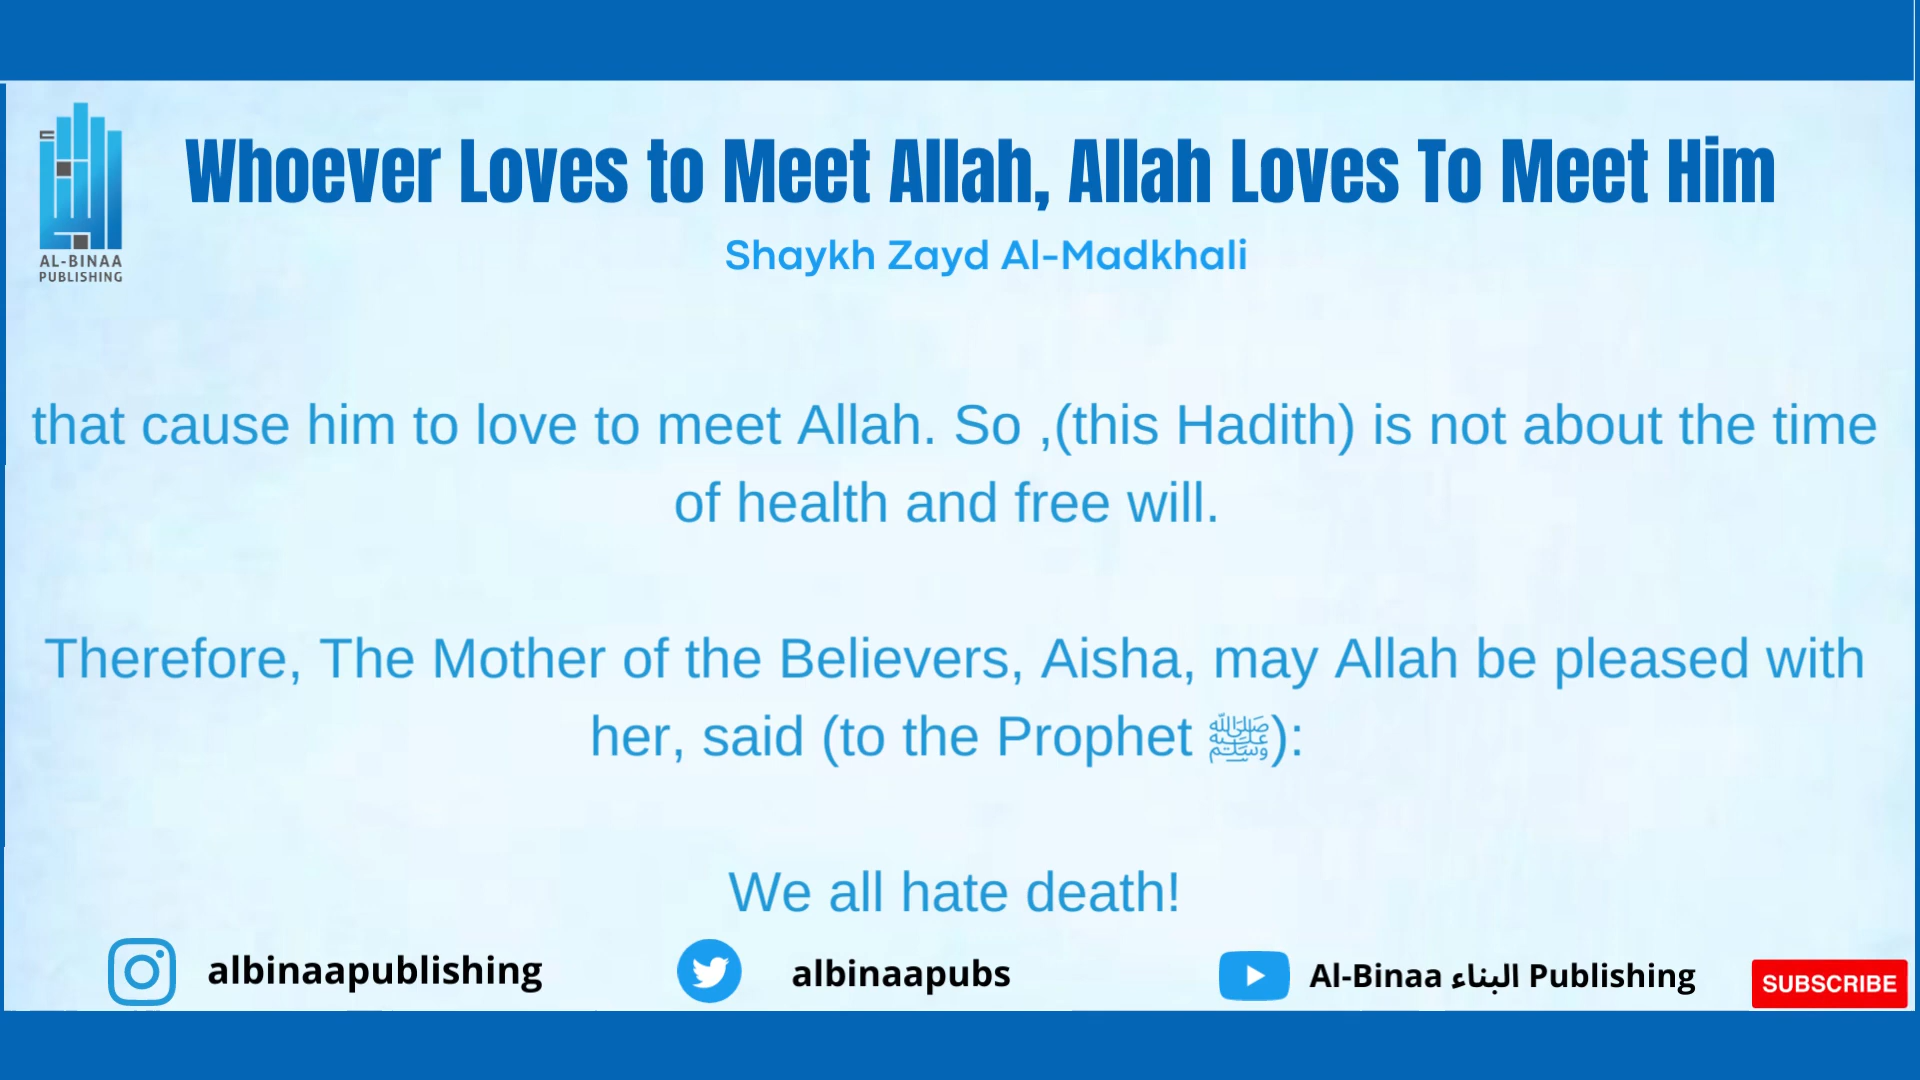 Whoever Loves to Meet Allah, Allah Loves To Meet Him
Shaykh Zayd Al-Madkhali
AL-BINAA
PUBLISHING
that cause him to love to meet Allah. So ,(this Hadith) is not about the time
of health and free will.
Therefore, The Mother of the Believers, Aisha, may Allah be pleased with
her, said (to the Prophet ﷺ):
We all hate death!
albinaapublishing
albinaapubs
Al-Binaa البناء Publishing
SUBSCRIBE